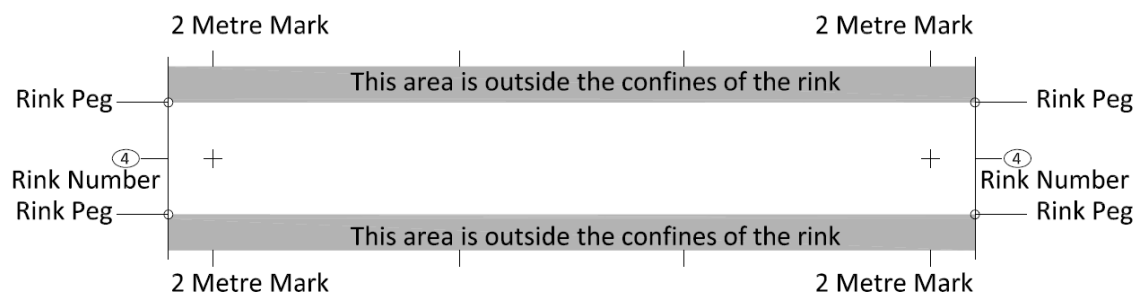 2 Metre Mark 2 Metre Mark
This area is outside the confines of the rink
Rink Peg Rink Peg
4 4
Rink Number Rink Number
Rink Peg Rink Peg
This area is outside the confines of the rink
2 Metre Mark 2 Metre Mark